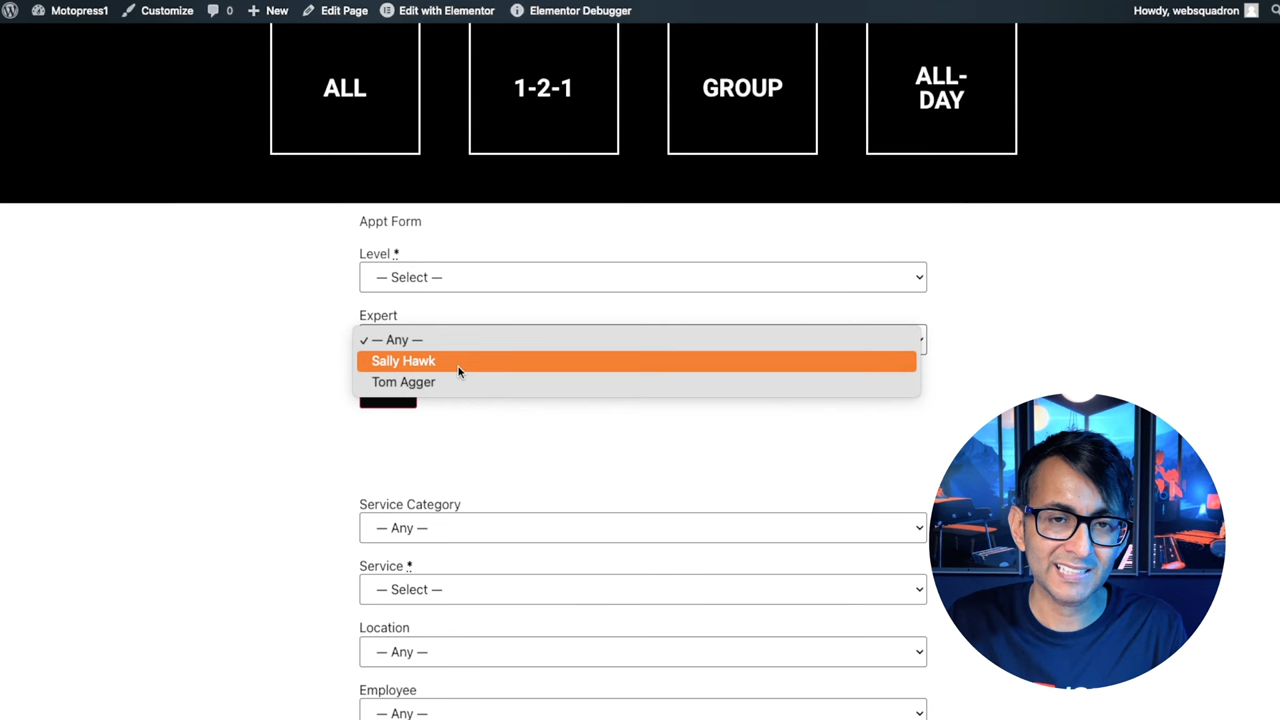 Motopress1 Customize 0 New Edit Page Edit with Elementor Elementor Debugger Howdy, websquadron
ALL 1-2-1 GROUP ALL-
DAY
Appt Form
Level *
— Select —
Expert
✓ — Any —
Sally Hawk
Tom Agger
Service Category
— Any —
Service *
— Select —
Location
— Any —
Employee
— Any —